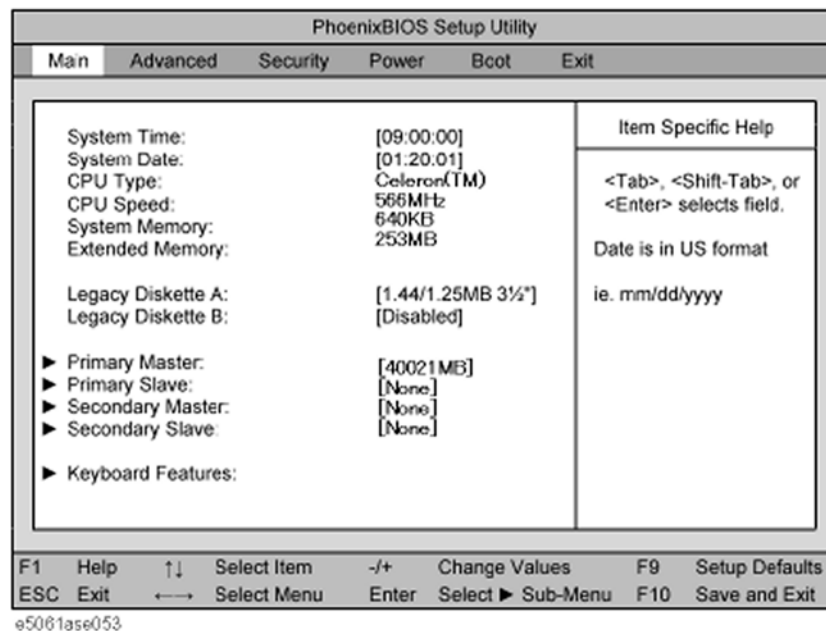 PhoenixBIOS Setup Utility
Main Advanced Security Power Boot Exit
System Time: [09:00:00]
System Date: [01:20:01]
CPU Type: Celeron(TM)
CPU Speed: 566MHz
System Memory: 640KB
Extended Memory: 253MB
Legacy Diskette A: [1.44/1.25MB 3½"]
Legacy Diskette B: [Disabled]
▶ Primary Master: [40021MB]
▶ Primary Slave: [None]
▶ Secondary Master: [None]
▶ Secondary Slave: [None]
▶ Keyboard Features:
Item Specific Help
<Tab>, <Shift-Tab>, or
<Enter> selects field.
Date is in US format
ie. mm/dd/yyyy
F1 Help ↑↓ Select Item -/+ Change Values F9 Setup Defaults
ESC Exit ←→ Select Menu Enter Select ▶ Sub-Menu F10 Save and Exit
e5061ase053